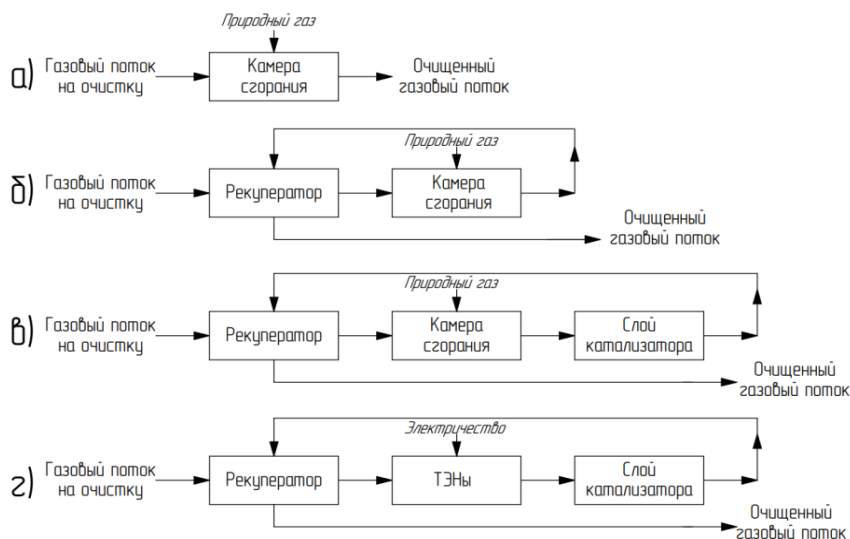 Природный газ
а)
Газовый поток
на очистку
Камера
сгорания
Очищенный
газовый поток
Природный газ
б)
Газовый поток
на очистку
Рекуператор
Камера
сгорания
Очищенный
газовый поток
Природный газ
в)
Газовый поток
на очистку
Рекуператор
Камера
сгорания
Слой
катализатора
Очищенный
газовый поток
Электричество
г)
Газовый поток
на очистку
Рекуператор
ТЭНы
Слой
катализатора
Очищенный
газовый поток